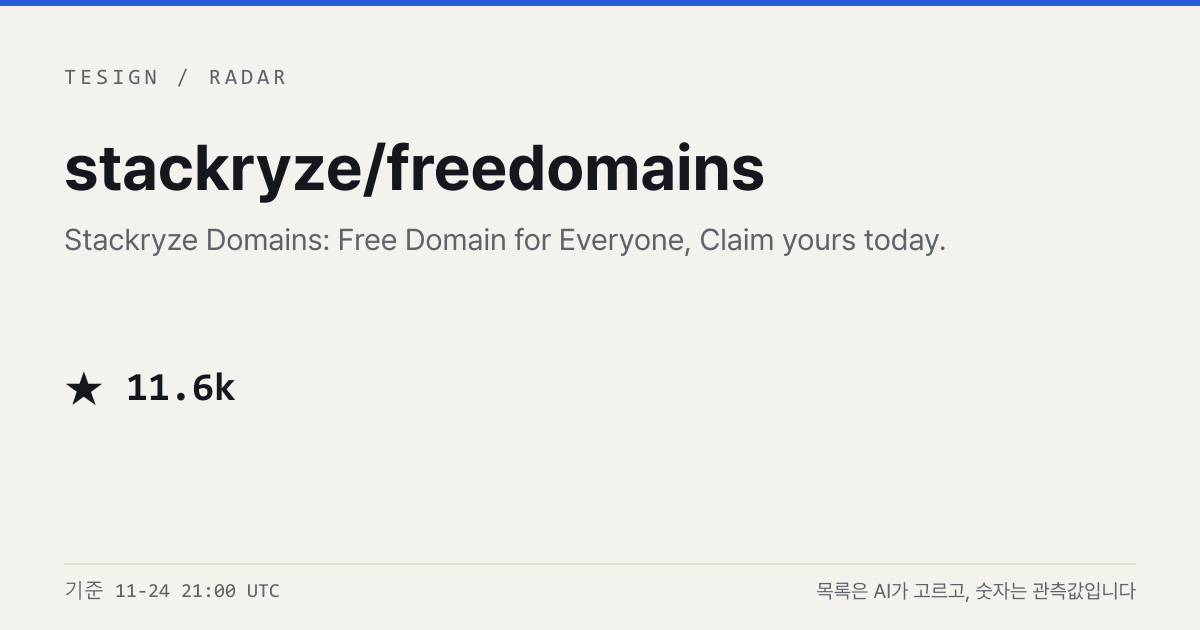 TESIGN / RADAR
stackryze/freedomains
Stackryze Domains: Free Domain for Everyone, Claim yours today.
★ 11.6k
기준 11-24 21:00 UTC
목록은 AI가 고르고, 숫자는 관측값입니다